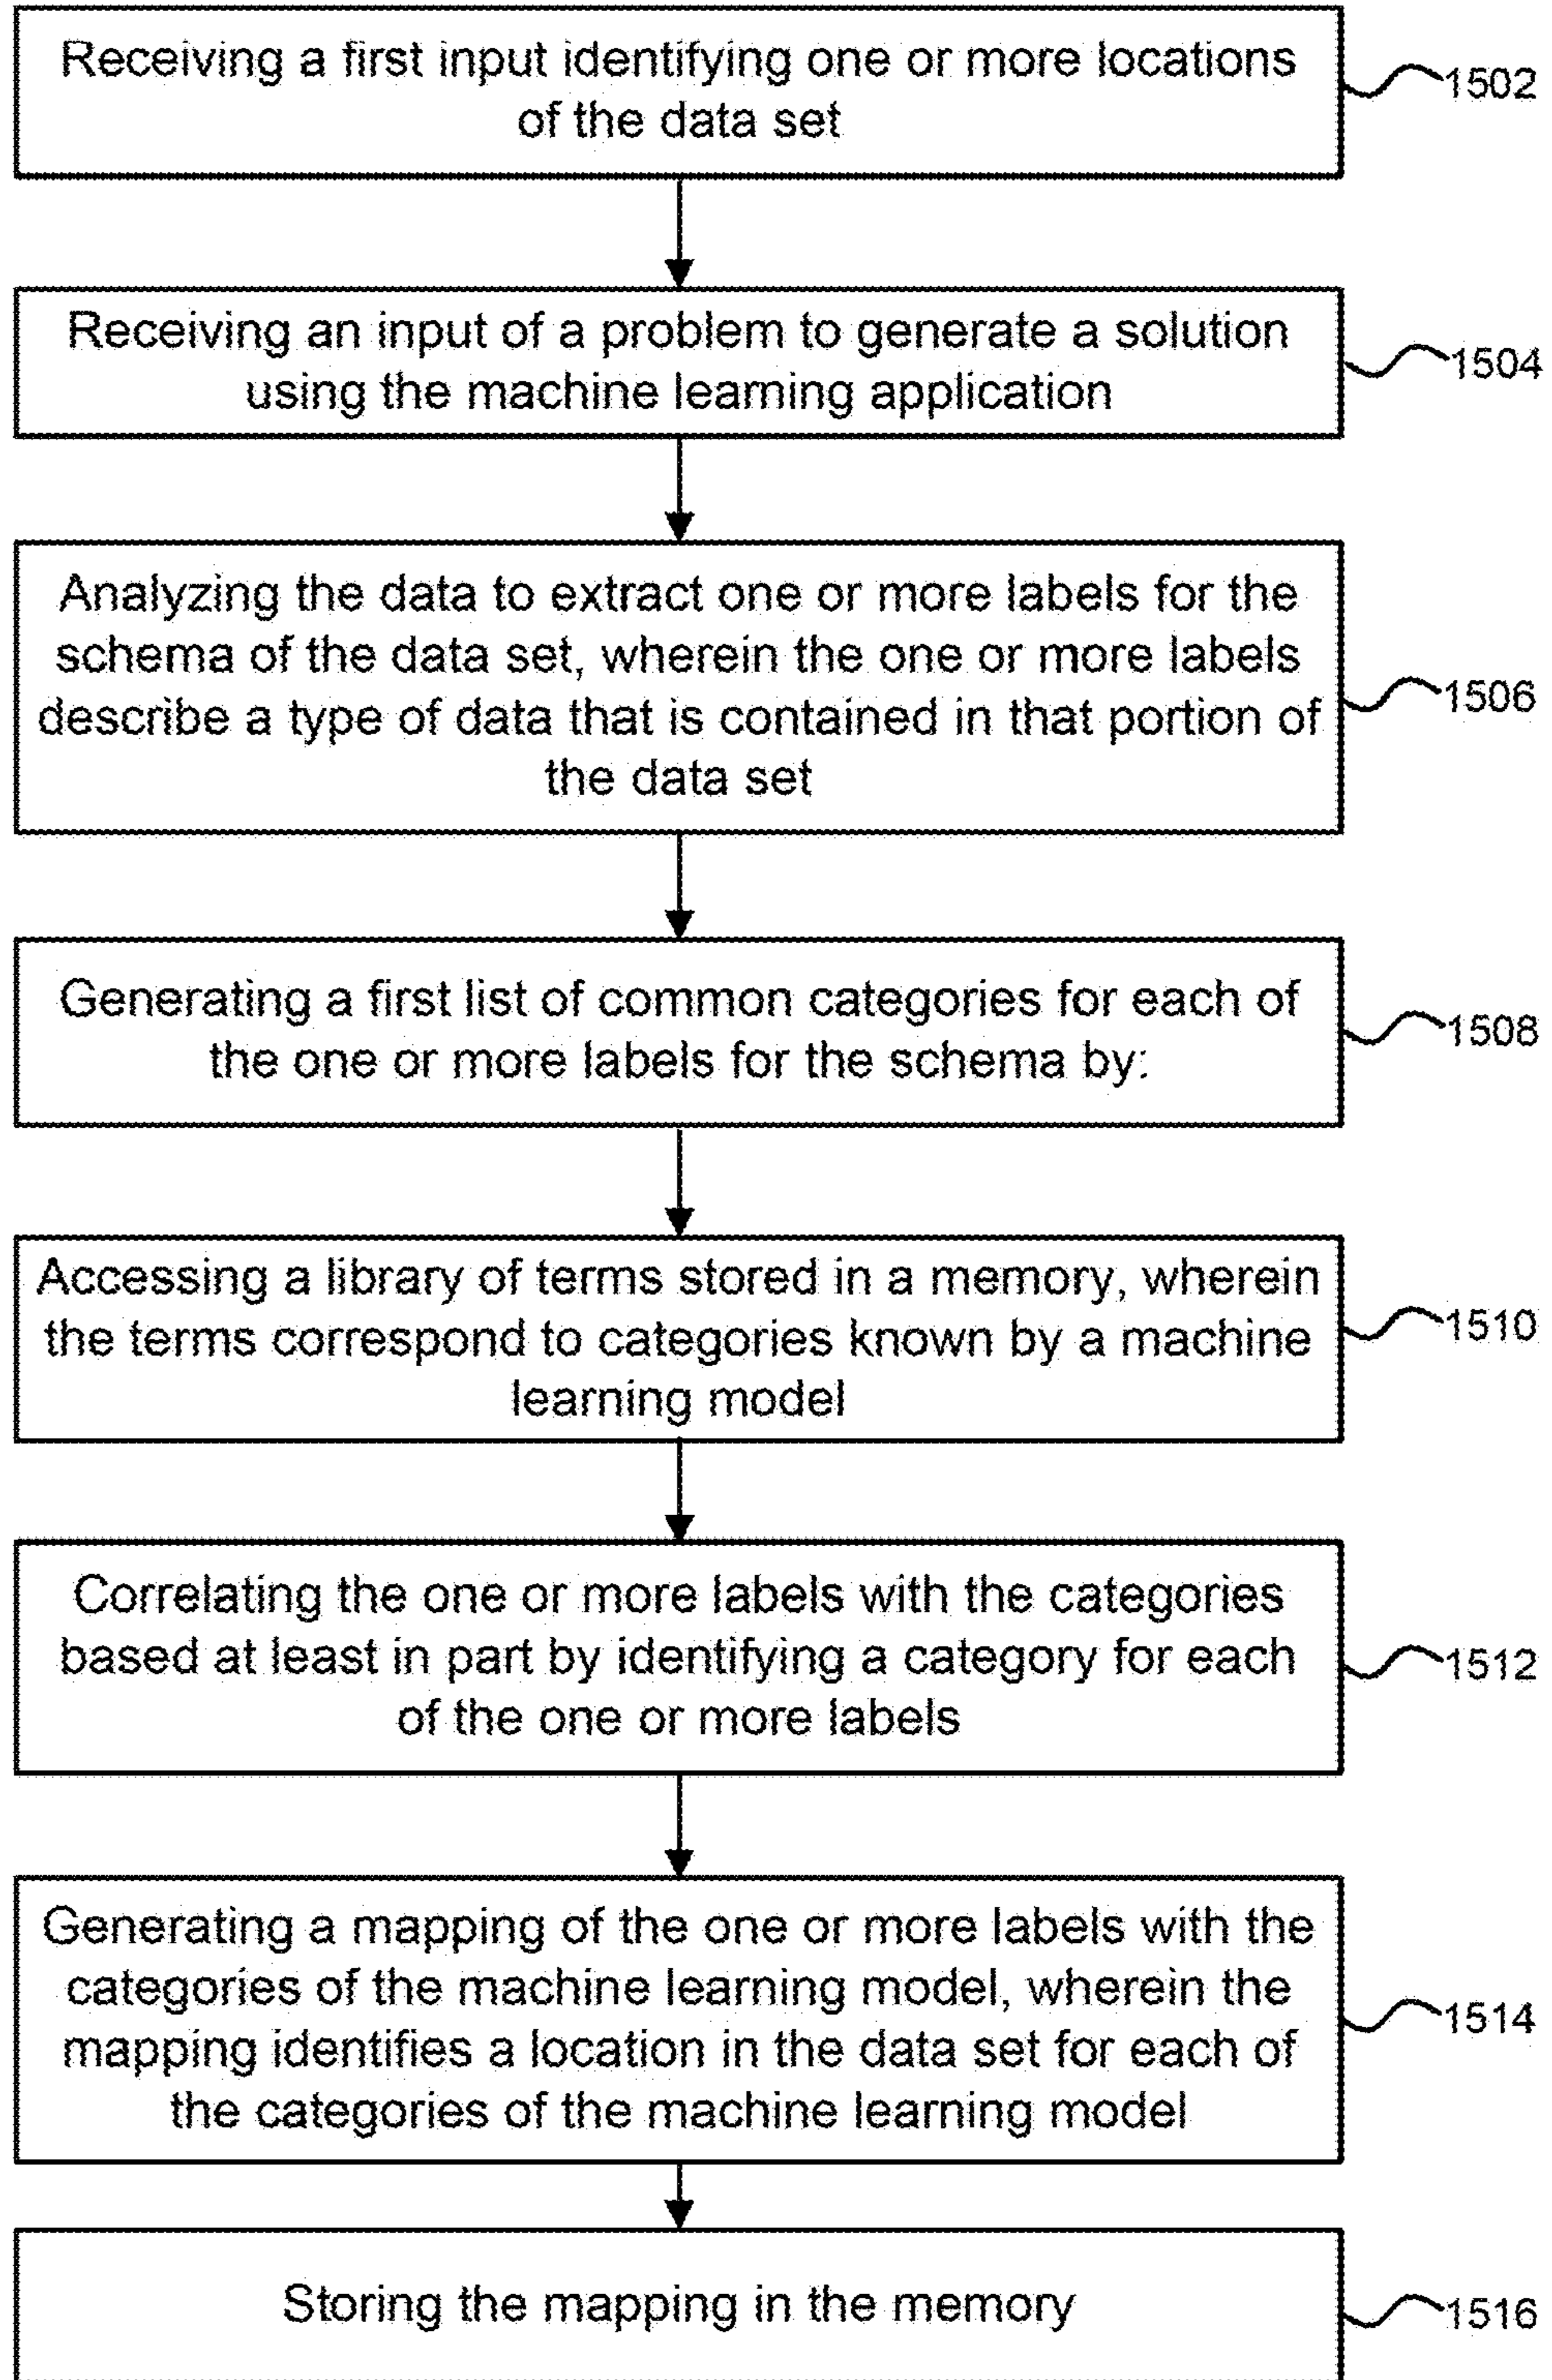 Receiving a first input identifying one or more locations
of the data set
1502
Receiving an input of a problem to generate a solution
using the machine learning application
1504
Analyzing the data to extract one or more labels for the
schema of the data set, wherein the one or more labels
describe a type of data that is contained in that portion of
the data set
1506
Generating a first list of common categories for each of
the one or more labels for the schema by:
1508
Accessing a library of terms stored in a memory, wherein
the terms correspond to categories known by a machine
learning model
1510
Correlating the one or more labels with the categories
based at least in part by identifying a category for each
of the one or more labels
1512
Generating a mapping of the one or more labels with the
categories of the machine learning model, wherein the
mapping identifies a location in the data set for each of
the categories of the machine learning model
1514
Storing the mapping in the memory
1516